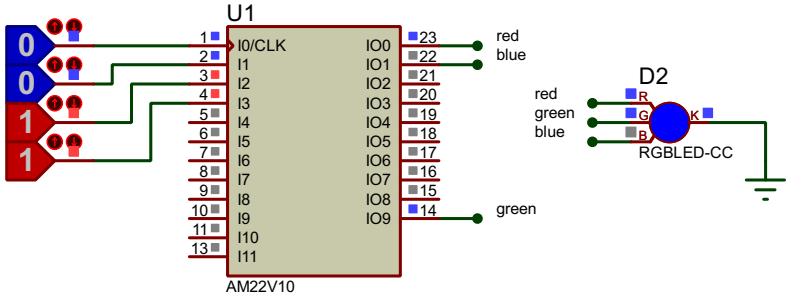 U1
0
0
1
1
1 I0/CLK IO0 23 red
2 I1 IO1 22 blue
3 I2 IO2 21
4 I3 IO3 20
5 I4 IO4 19
6 I5 IO5 18
7 I6 IO6 17
8 I7 IO7 16
9 I8 IO8 15
10 I9 IO9 14 green
11 I10
13 I11
AM22V10
D2
red R
green G K
blue B
RGBLED-CC